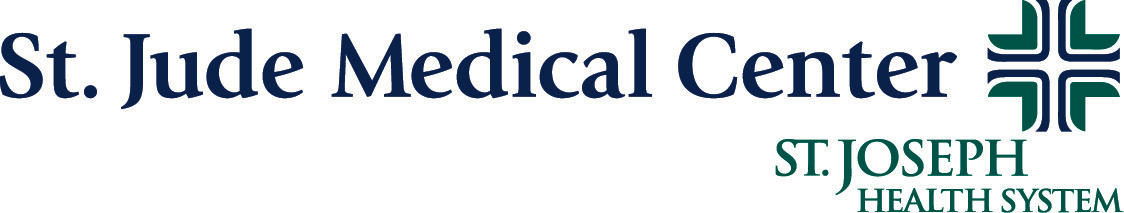 St. Jude Medical Center
ST. JOSEPH
HEALTH SYSTEM